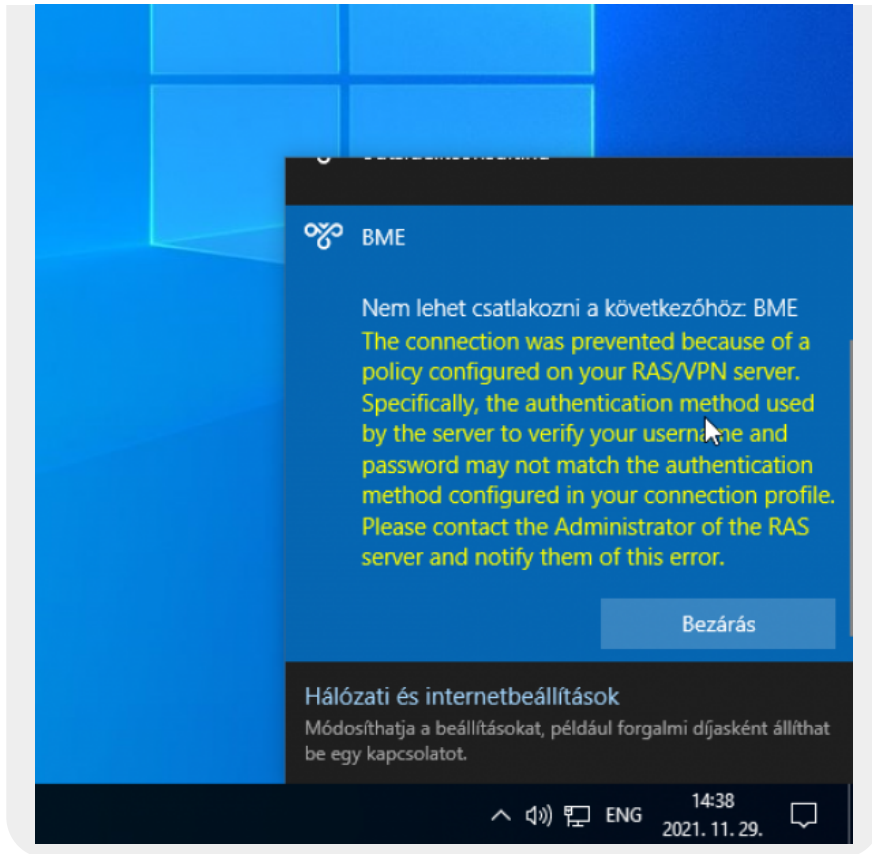 BME
Nem lehet csatlakozni a következőhöz: BME
The connection was prevented because of a
policy configured on your RAS/VPN server.
Specifically, the authentication method used
by the server to verify your username and
password may not match the authentication
method configured in your connection profile.
Please contact the Administrator of the RAS
server and notify them of this error.
Bezárás
Hálózati és internetbeállítások
Módosíthatja a beállításokat, például forgalmi díjasként állíthat
be egy kapcsolatot.
ENG
14:38
2021. 11. 29.